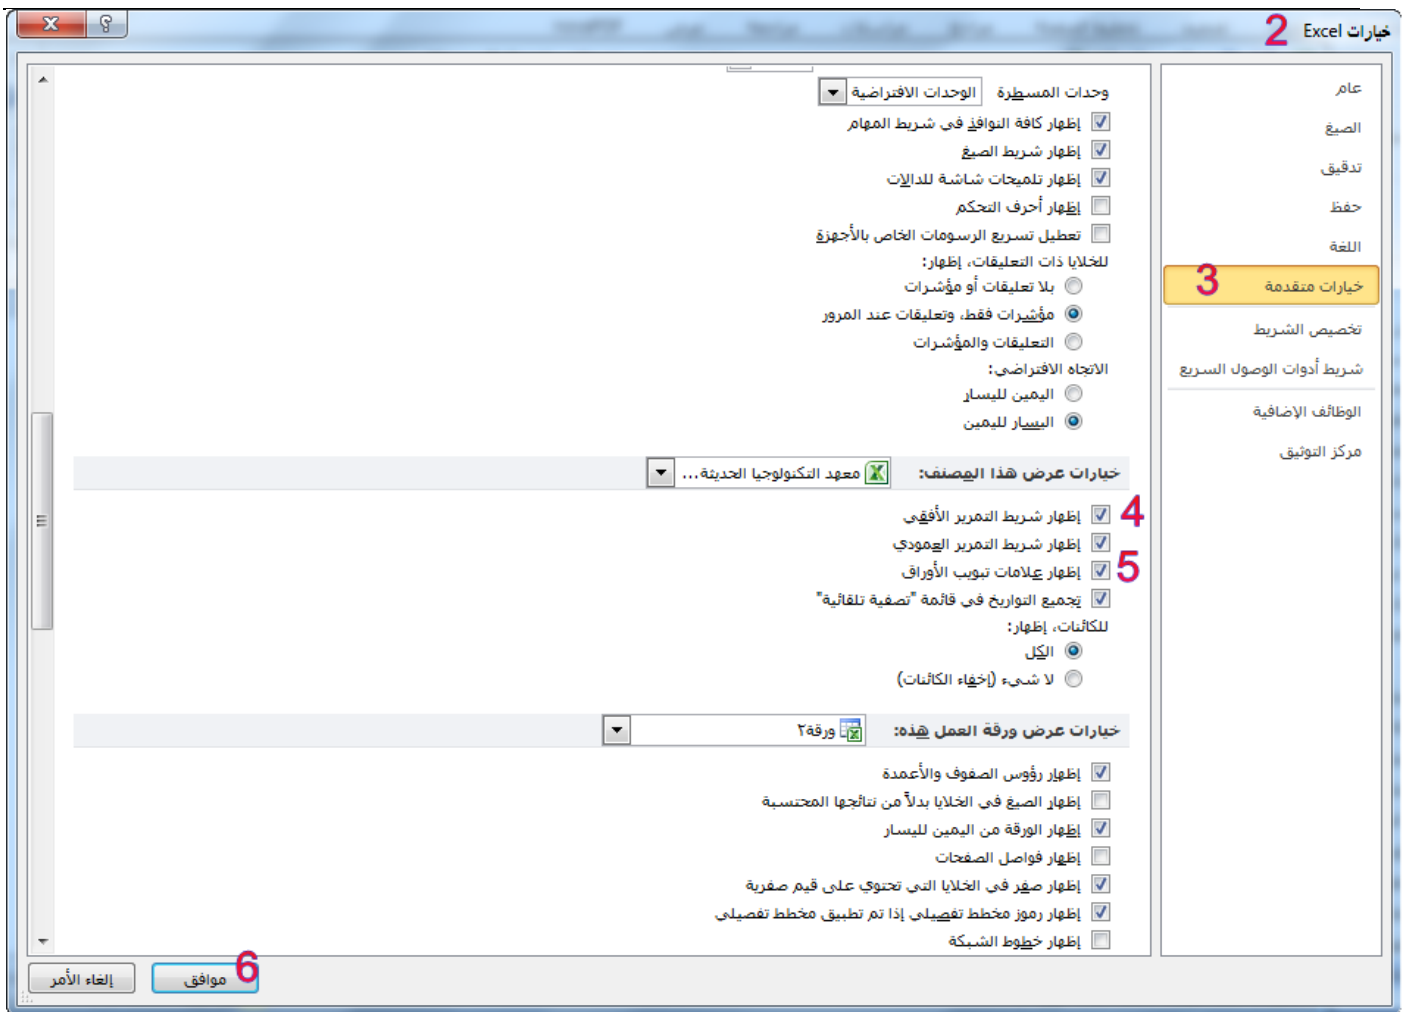 خيارات Excel 2
عام
الصيغ
تدقيق
حفظ
اللغة
خيارات متقدمة 3
تخصيص الشريط
شريط أدوات الوصول السريع
الوظائف الإضافية
مركز التوثيق
وحدات المسطرة الوحدات الافتراضية
إظهار كافة النوافذ في شريط المهام
إظهار شريط الصيغ
إظهار تلميحات شاشة للدالات
إظهار أحرف التحكم
تعطيل تسريع الرسومات الخاص بالأجهزة
للخلايا ذات التعليقات، إظهار:
بلا تعليقات أو مؤشرات
مؤشرات فقط، وتعليقات عند المرور
التعليقات والمؤشرات
الاتجاه الافتراضي:
اليمين لليسار
اليسار لليمين
خيارات عرض هذا المصنف: معهد التكنولوجيا الحديثة...
4 إظهار شريط التمرير الأفقي
إظهار شريط التمرير العمودي
5 إظهار علامات تبويب الأوراق
تجميع التواريخ في قائمة "تصفية تلقائية"
للكائنات، إظهار:
الكل
لا شيء (إخفاء الكائنات)
خيارات عرض ورقة العمل هذه: ورقة٢
إظهار رؤوس الصفوف والأعمدة
إظهار الصيغ في الخلايا بدلاً من نتائجها المحتسبة
إظهار الورقة من اليمين لليسار
إظهار فواصل الصفحات
إظهار صفر في الخلايا التي تحتوي على قيم صفرية
إظهار رموز مخطط تفصيلي إذا تم تطبيق مخطط تفصيلي
إظهار خطوط الشبكة
6 موافق
إلغاء الأمر